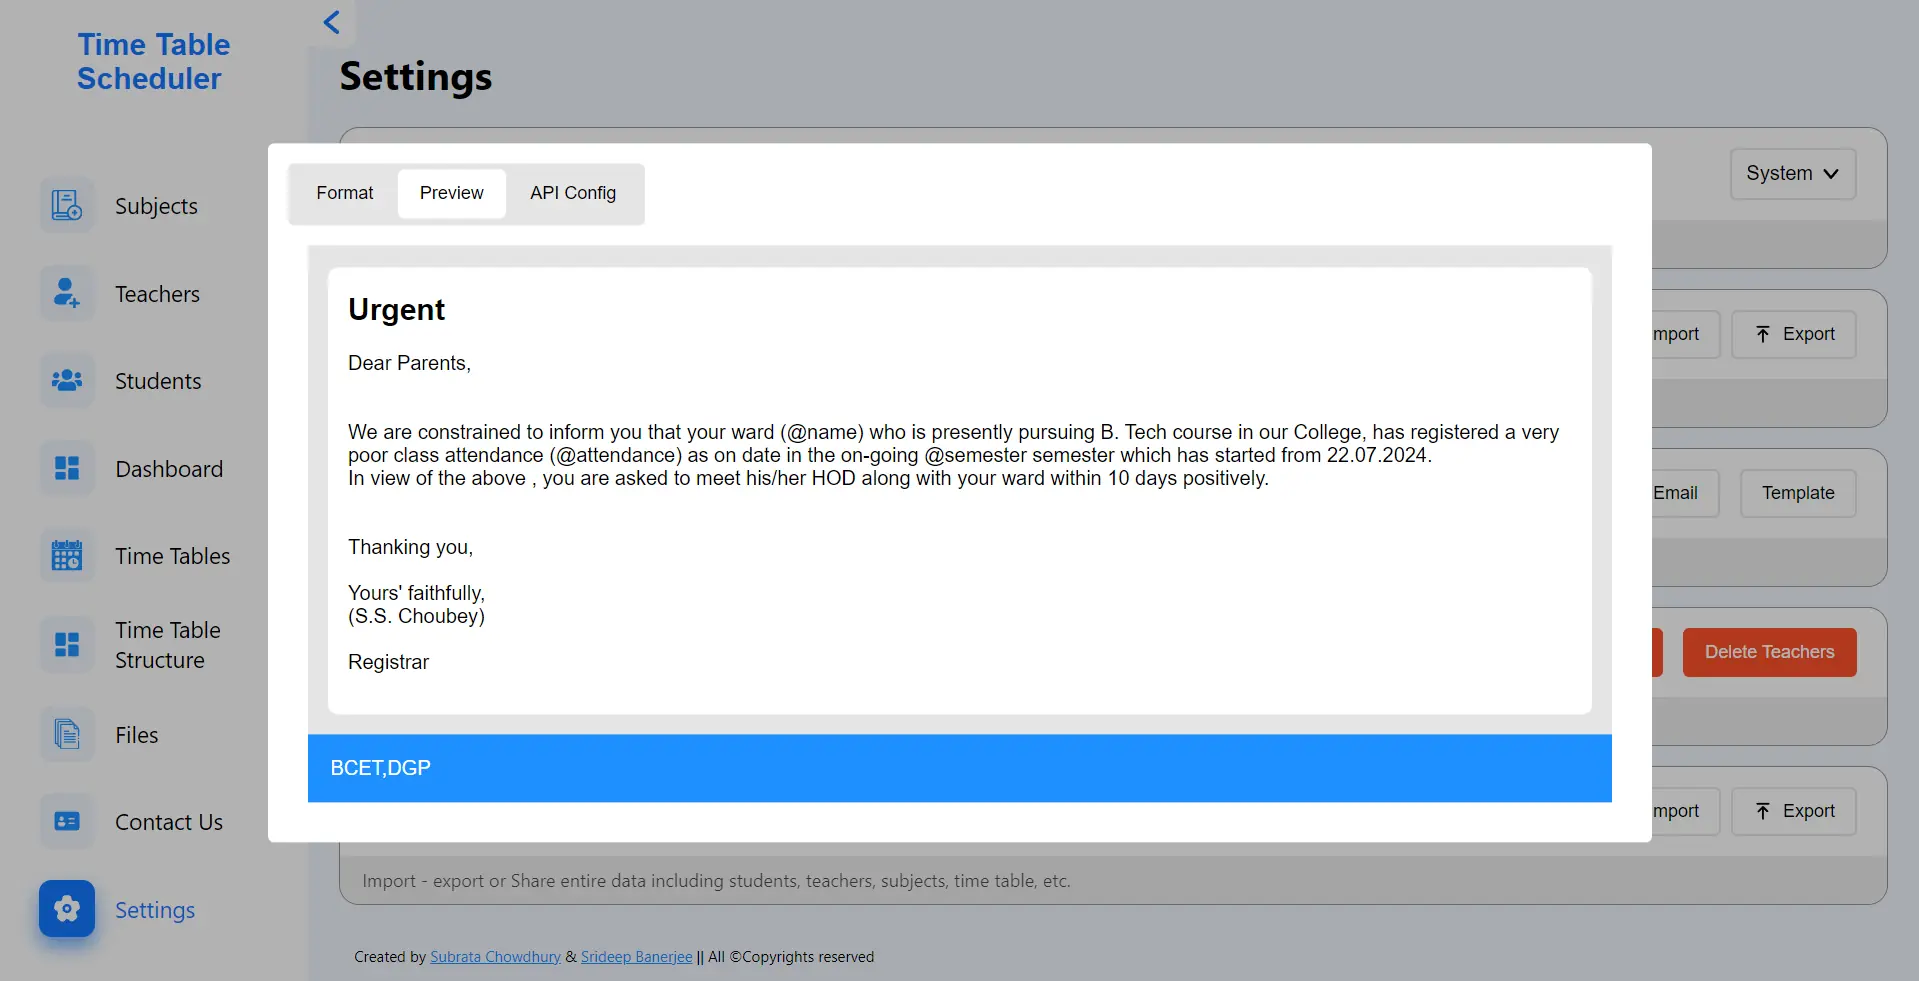 Time Table
Scheduler
Subjects
Teachers
Students
Dashboard
Time Tables
Time Table
Structure
Files
Contact Us
Settings
Settings
System
Format Preview API Config
Urgent
Dear Parents,
We are constrained to inform you that your ward (@name) who is presently pursuing B. Tech course in our College, has registered a very
poor class attendance (@attendance) as on date in the on-going @semester semester which has started from 22.07.2024.
In view of the above , you are asked to meet his/her HOD along with your ward within 10 days positively.
Thanking you,
Yours' faithfully,
(S.S. Choubey)
Registrar
BCET,DGP
mport Export
Email Template
Delete Teachers
mport Export
Import - export or Share entire data including students, teachers, subjects, time table, etc.
Created by Subrata Chowdhury & Srideep Banerjee || All ©Copyrights reserved